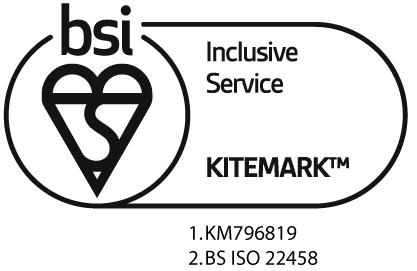 bsi
Inclusive
Service
KITEMARK™
1.KM796819
2.BS ISO 22458